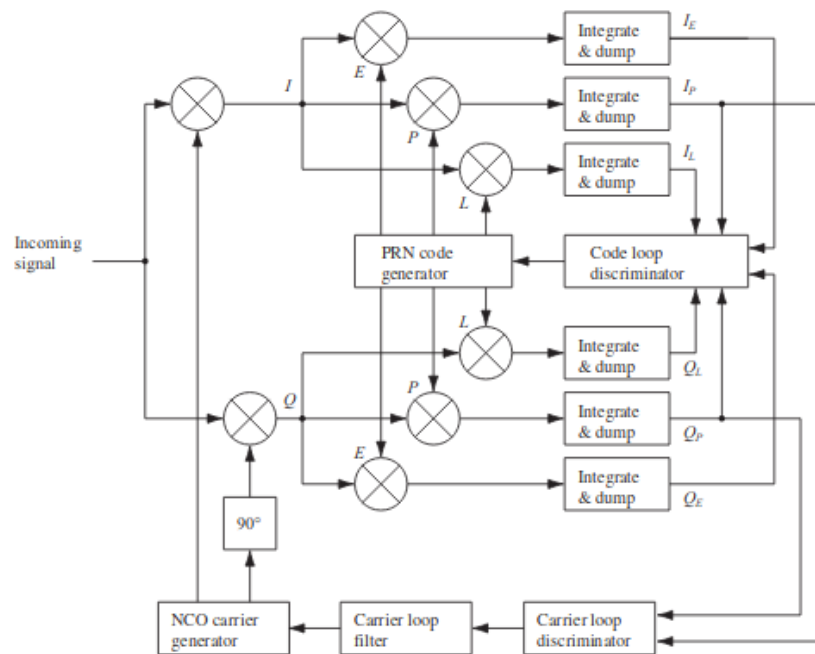 Integrate
& dump
I_E
E
I
Integrate
& dump
I_P
P
Integrate
& dump
I_L
L
Incoming
signal
PRN code
generator
Code loop
discriminator
L
Integrate
& dump
Q_L
Q
P
Integrate
& dump
Q_P
E
Integrate
& dump
Q_E
90°
NCO carrier
generator
Carrier loop
filter
Carrier loop
discriminator